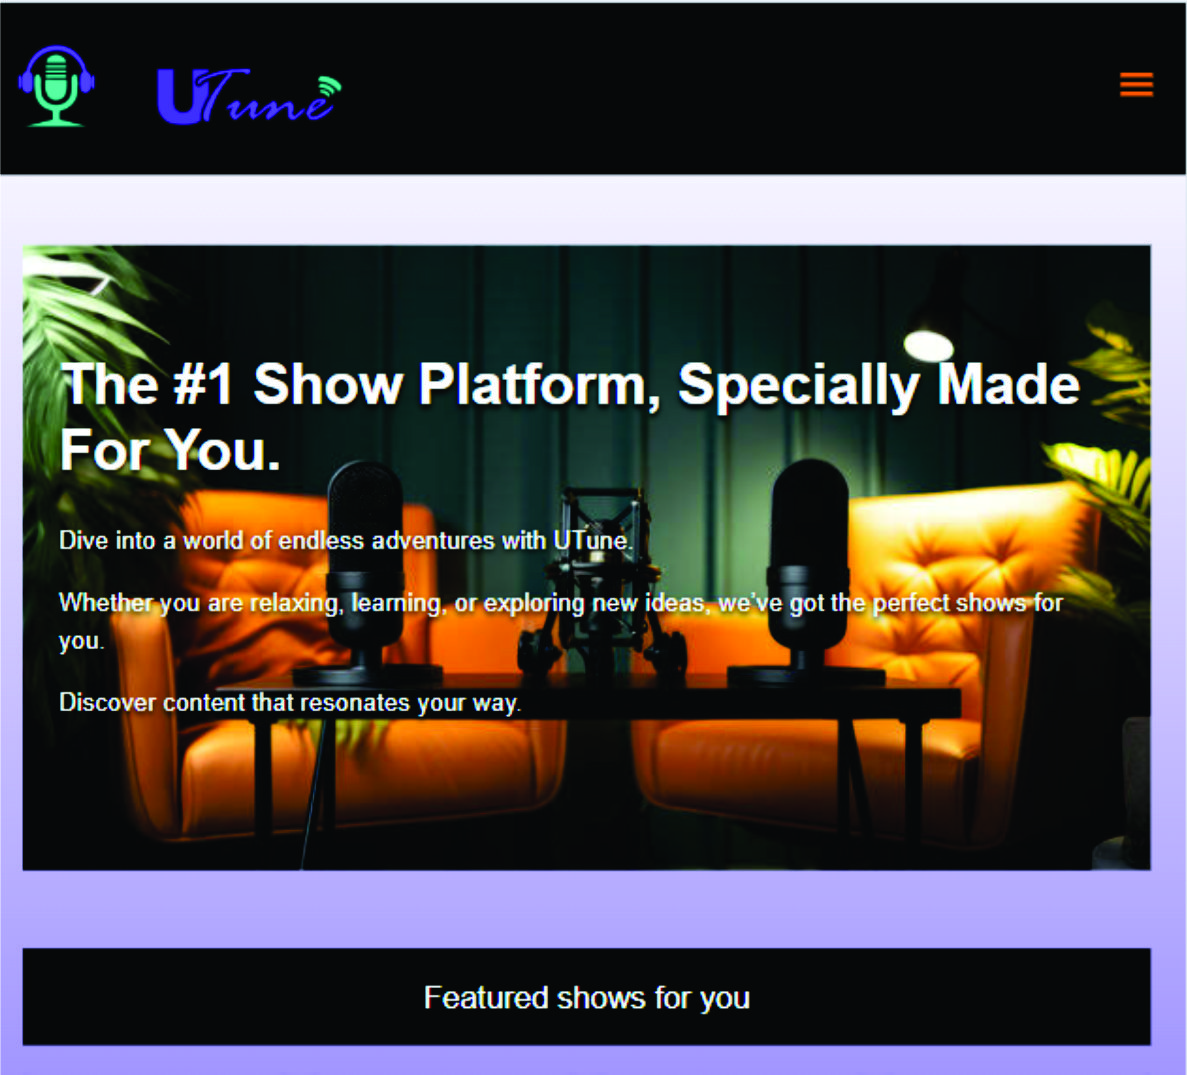 UTune
The #1 Show Platform, Specially Made
For You.
Dive into a world of endless adventures with UTune.
Whether you are relaxing, learning, or exploring new ideas, we've got the perfect shows for
you.
Discover content that resonates your way.
Featured shows for you